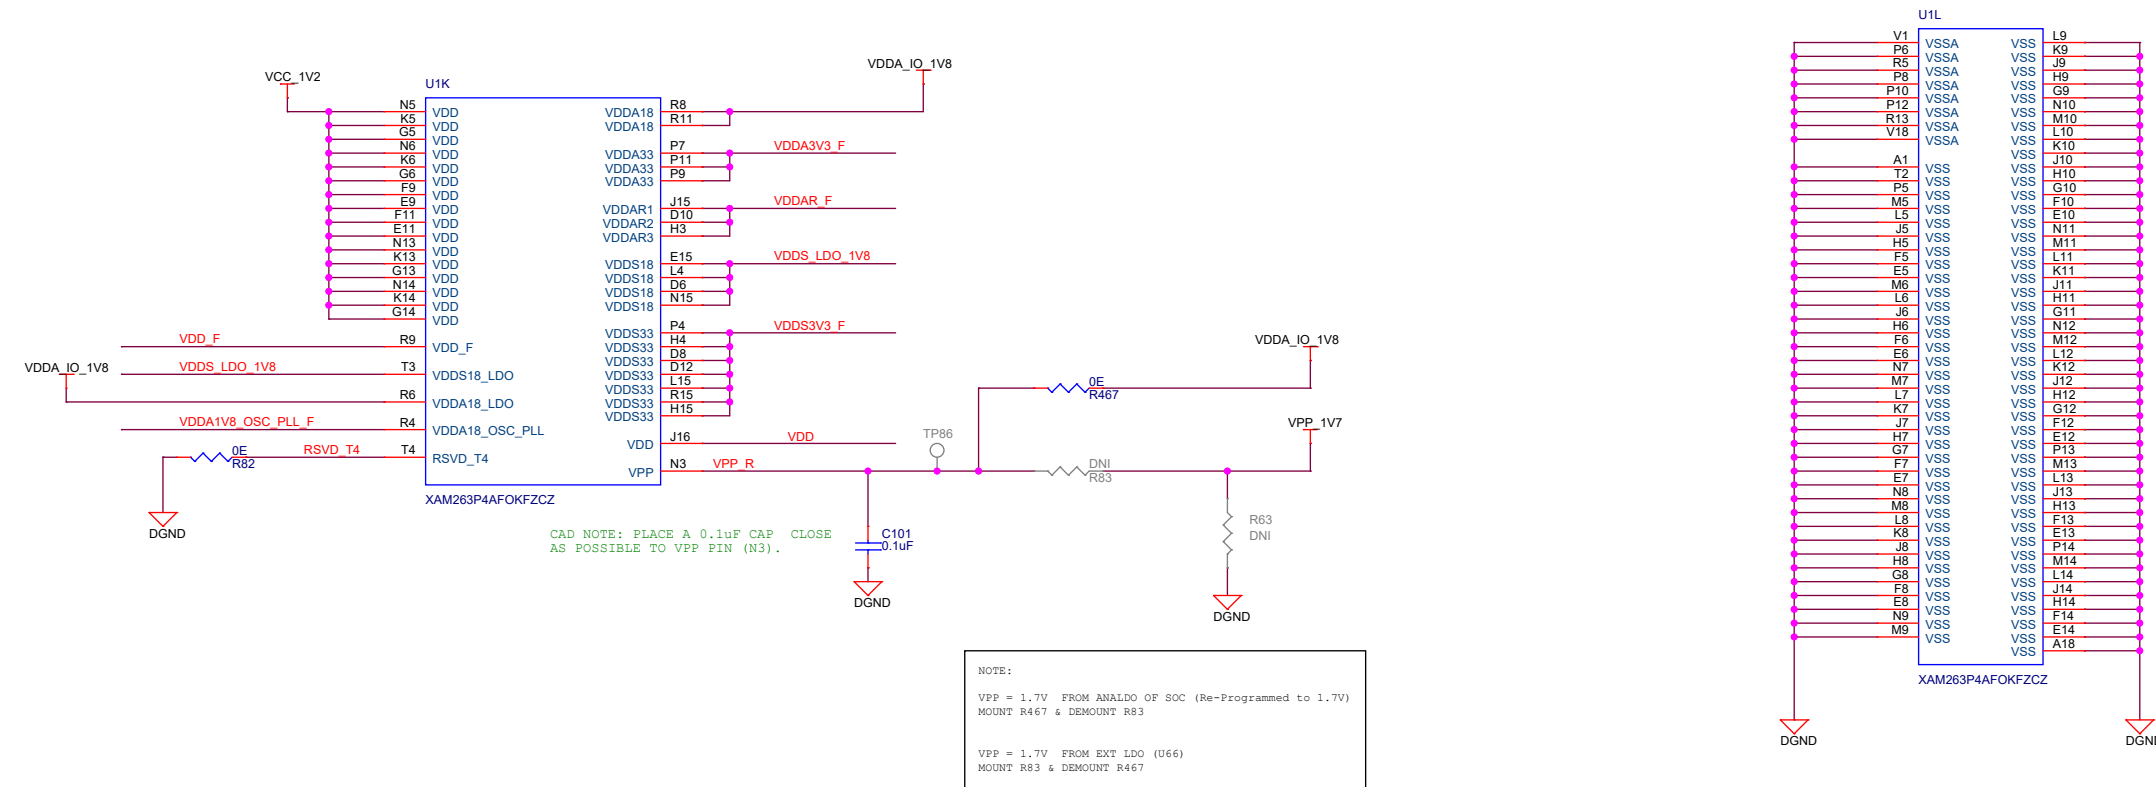 U1K
VCC_1V2
VDDA_IO_1V8
N5 VDD VDDA18 R8
K5 VDD VDDA18 R11
G5 VDD
N6 VDD VDDA33 P7 VDDA3V3_F
K6 VDD VDDA33 P11
G6 VDD VDDA33 P9
F9 VDD
E9 VDD VDDAR1 J15 VDDAR_F
F11 VDD VDDAR2 D10
E11 VDD VDDAR3 H3
N13 VDD
K13 VDD VDDS18 E15 VDDS_LDO_1V8
G13 VDD VDDS18 L4
N14 VDD VDDS18 D6
K14 VDD VDDS18 N15
G14 VDD
VDDS33 P4 VDDS3V3_F
VDD_F R9 VDD_F VDDS33 H4
VDDS33 D8
VDDA_IO_1V8
VDDS_LDO_1V8 T3 VDDS18_LDO VDDS33 D12
VDDS33 L15
R6 VDDA18_LDO VDDS33 R15
VDDS33 H15
VDDA1V8_OSC_PLL_F R4 VDDA18_OSC_PLL
VDD J16 VDD
0E
R82
RSVD_T4 T4 RSVD_T4
VPP N3 VPP_R
DGND
XAM263P4AFOKFZCZ
TP86
VDDA_IO_1V8
0E
R467
VPP_1V7
DNI
R83
R63
DNI
DGND
CAD NOTE: PLACE A 0.1uF CAP CLOSE
AS POSSIBLE TO VPP PIN (N3).
C101
0.1uF
DGND
NOTE:
VPP = 1.7V FROM ANALDO OF SOC (Re-Programmed to 1.7V)
MOUNT R467 & DEMOUNT R83
VPP = 1.7V FROM EXT LDO (U66)
MOUNT R83 & DEMOUNT R467
U1L
V1 VSSA VSS L9
P6 VSSA VSS K9
R5 VSSA VSS J9
P8 VSSA VSS H9
P10 VSSA VSS G9
P12 VSSA VSS N10
R13 VSSA VSS M10
V18 VSSA VSS L10
VSS K10
A1 VSS VSS J10
T2 VSS VSS H10
P5 VSS VSS G10
M5 VSS VSS F10
L5 VSS VSS E10
J5 VSS VSS N11
H5 VSS VSS M11
F5 VSS VSS L11
E5 VSS VSS K11
M6 VSS VSS J11
L6 VSS VSS H11
J6 VSS VSS G11
H6 VSS VSS N12
F6 VSS VSS M12
E6 VSS VSS L12
N7 VSS VSS K12
M7 VSS VSS J12
L7 VSS VSS H12
K7 VSS VSS G12
J7 VSS VSS F12
H7 VSS VSS E12
G7 VSS VSS P13
F7 VSS VSS M13
E7 VSS VSS L13
N8 VSS VSS J13
M8 VSS VSS H13
L8 VSS VSS F13
K8 VSS VSS E13
J8 VSS VSS P14
H8 VSS VSS M14
G8 VSS VSS L14
F8 VSS VSS J14
E8 VSS VSS H14
N9 VSS VSS F14
M9 VSS VSS E14
VSS A18
XAM263P4AFOKFZCZ
DGND